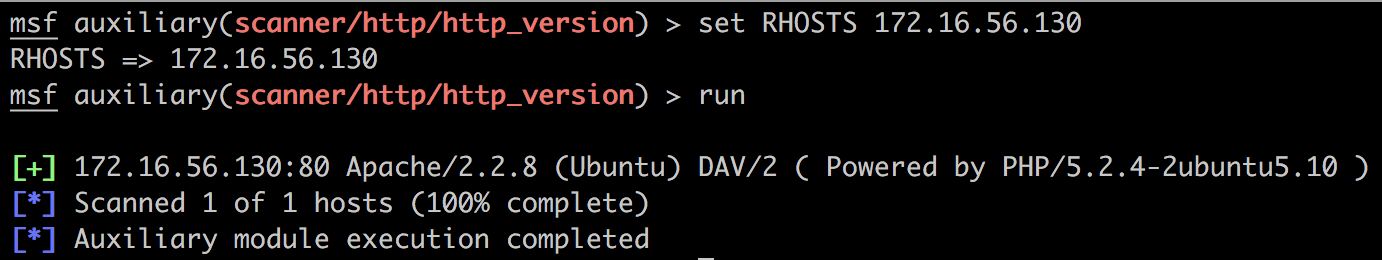 msf auxiliary(scanner/http/http_version) > set RHOSTS 172.16.56.130
RHOSTS => 172.16.56.130
msf auxiliary(scanner/http/http_version) > run
[+] 172.16.56.130:80 Apache/2.2.8 (Ubuntu) DAV/2 ( Powered by PHP/5.2.4-2ubuntu5.10 )
[*] Scanned 1 of 1 hosts (100% complete)
[*] Auxiliary module execution completed